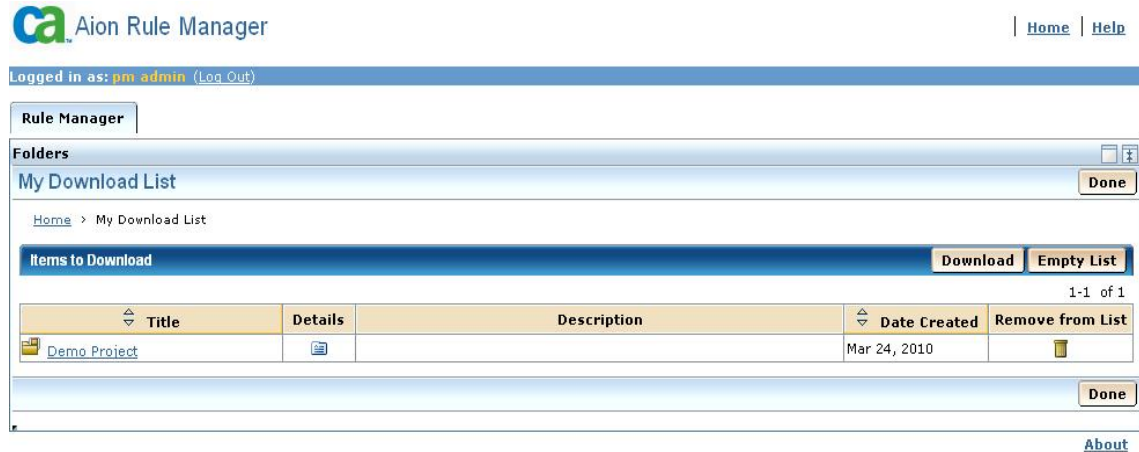 ca™ Aion Rule Manager
Home Help
Logged in as: pm admin (Log Out)
Rule Manager
Folders
My Download List Done
Home > My Download List
Items to Download Download Empty List
1-1 of 1
Title Details Description Date Created Remove from List
Demo Project Mar 24, 2010
Done
About